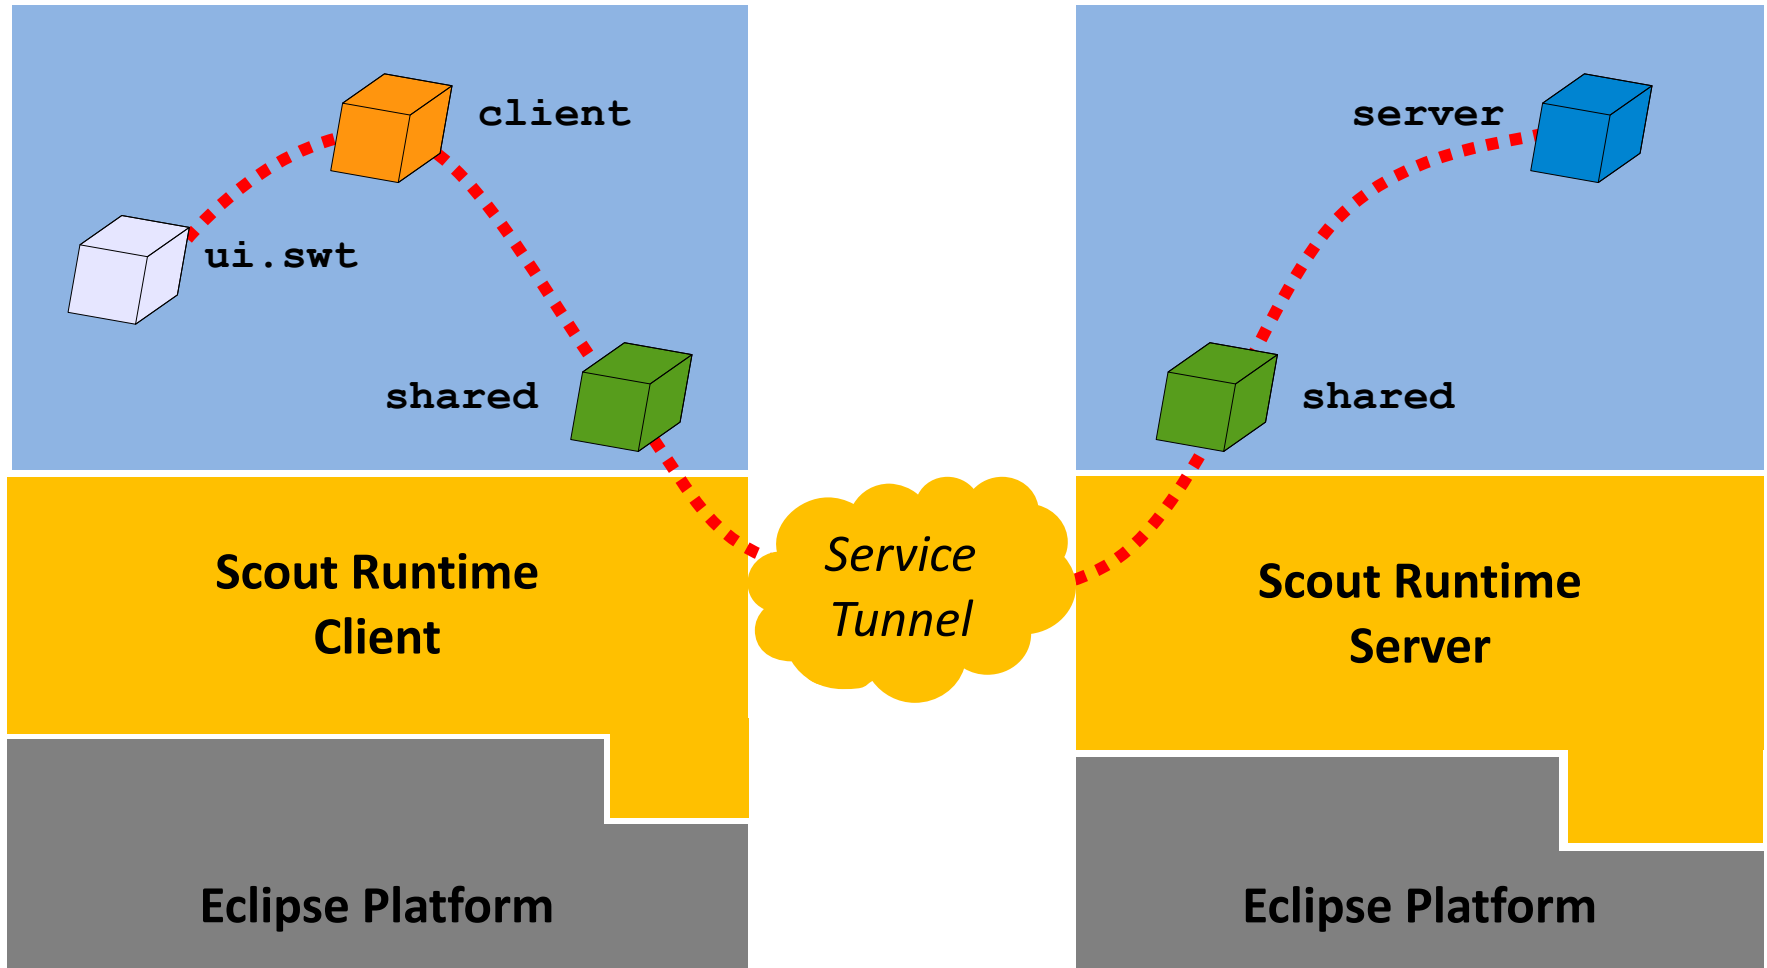 client
ui.swt
shared
Scout Runtime
Client
Eclipse Platform
Service
Tunnel
server
shared
Scout Runtime
Server
Eclipse Platform